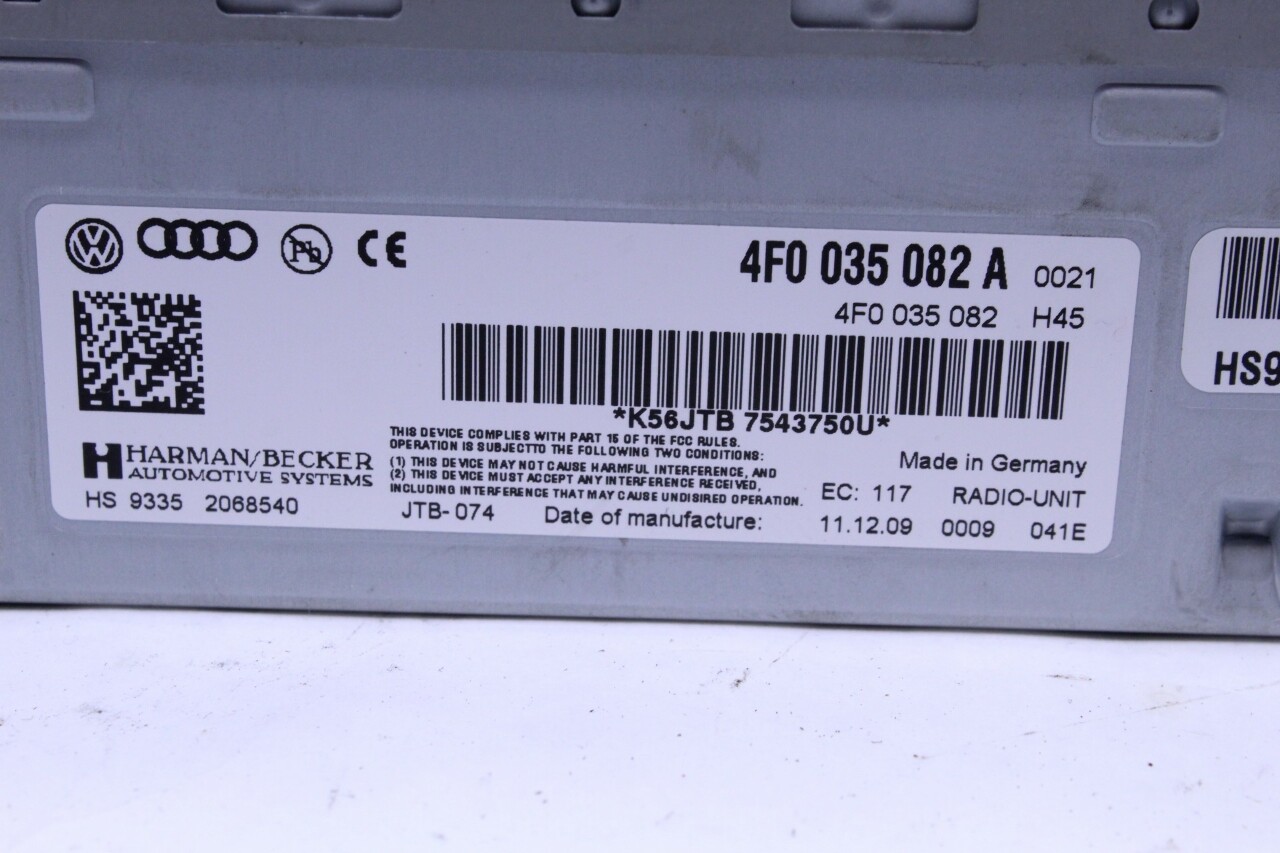 Pb CE
4F0 035 082 A 0021
4F0 035 082 H45
*K56JTB 7543750U*
HARMAN/BECKER
AUTOMOTIVE SYSTEMS
HS 9335 2068540
THIS DEVICE COMPLIES WITH PART 15 OF THE FCC RULES.
OPERATION IS SUBJECTTO THE FOLLOWING TWO CONDITIONS:
(1) THIS DEVICE MAY NOT CAUSE HARMFUL INTERFERENCE, AND
(2) THIS DEVICE MUST ACCEPT ANY INTERFERENCE RECEIVED,
INCLUDING INTERFERENCE THAT MAY CAUSE UNDISIRED OPERATION.
Made in Germany
EC: 117 RADIO-UNIT
JTB-074 Date of manufacture: 11.12.09 0009 041E
HS9